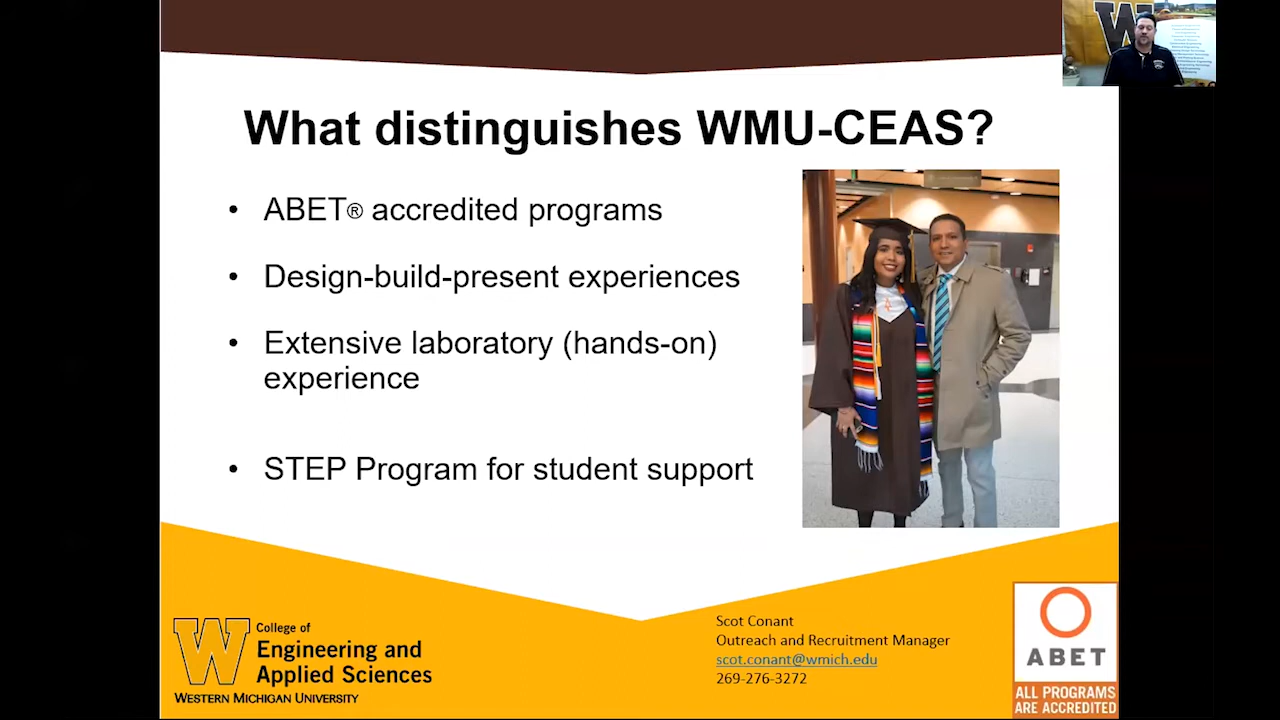 What distinguishes WMU-CEAS?
• ABET® accredited programs
• Design-build-present experiences
• Extensive laboratory (hands-on)
experience
• STEP Program for student support
W
College of
Engineering and
Applied Sciences
WESTERN MICHIGAN UNIVERSITY
Scot Conant
Outreach and Recruitment Manager
scot.conant@wmich.edu
269-276-3272
ABET
ALL PROGRAMS
ARE ACCREDITED
W